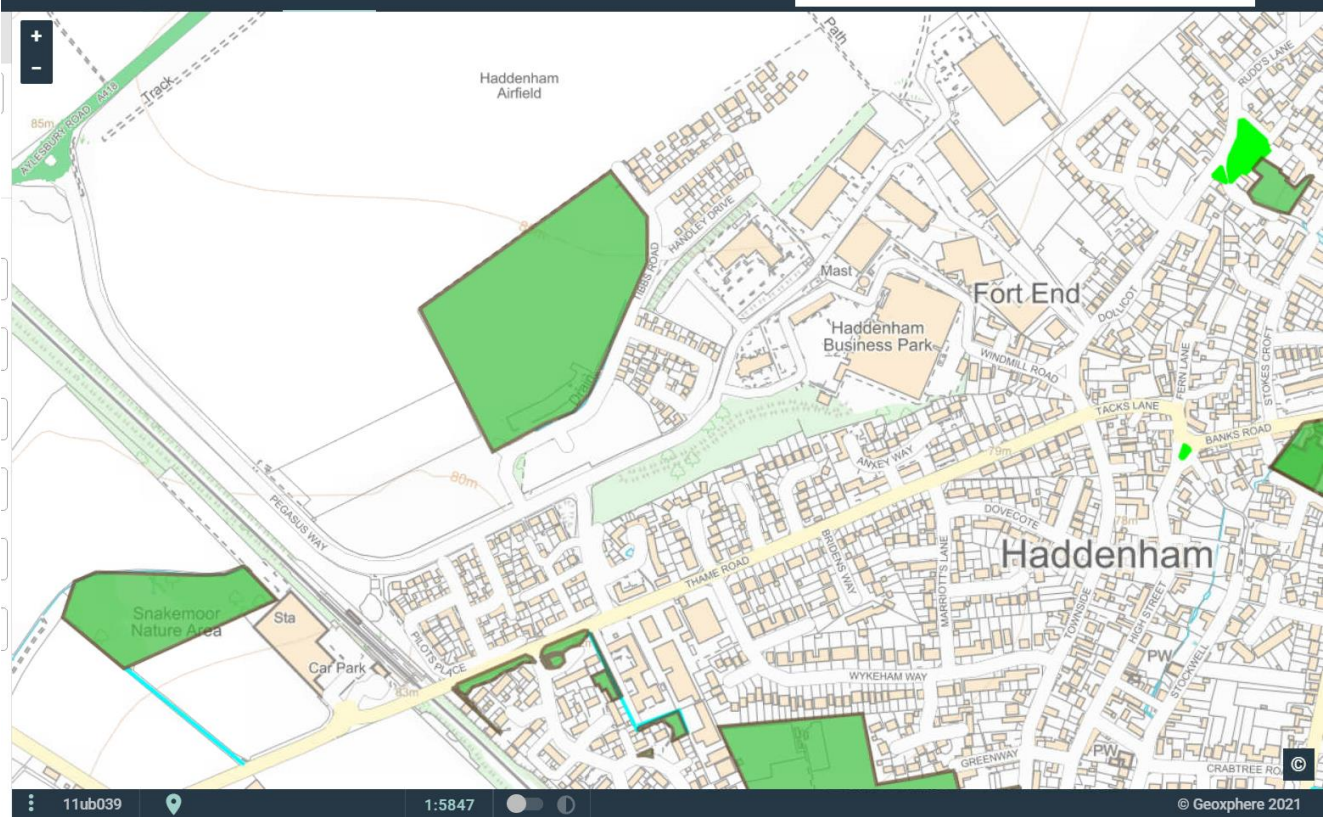 +
−
Path
RUDD'S LANE
Haddenham
Airfield
Track
AYLESBURY ROAD A418
85m
HANDLEY DRIVE
TIBBS ROAD
Mast
Fort End
DOLLICOT
Haddenham
Business Park
WINDMILL ROAD
FERN LANE
STOKES CROFT
Drain
TACKS LANE
BANKS ROAD
79m
ANXEY WAY
80m
PEGASUS WAY
DOVECOTE
78m
Haddenham
BRIDENS WAY
MARRIOTT'S LANE
THAME ROAD
TOWNSIDE
HIGH STREET
Snakemoor
Nature Area
Sta
PILOTS PLACE
Car Park
PW
STOCKWELL
WYKEHAM WAY
83m
PW
GREENWAY
CRABTREE RO
©
11ub039
1:5847
© Geoxphere 2021